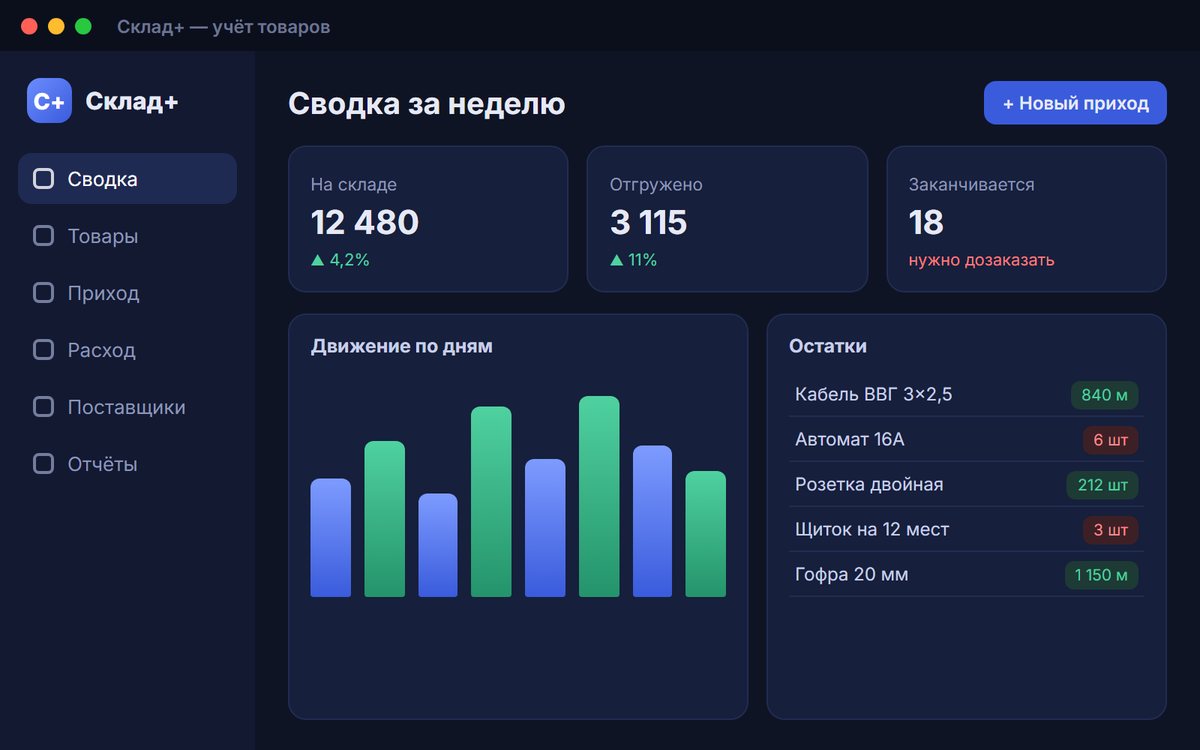 Склад+ — учёт товаров
С+ Склад+
Сводка
Товары
Приход
Расход
Поставщики
Отчёты
Сводка за неделю
+ Новый приход
На складе
12 480
▲ 4,2%
Отгружено
3 115
▲ 11%
Заканчивается
18
нужно дозаказать
Движение по дням
Остатки
Кабель ВВГ 3×2,5 840 м
Автомат 16А 6 шт
Розетка двойная 212 шт
Щиток на 12 мест 3 шт
Гофра 20 мм 1 150 м